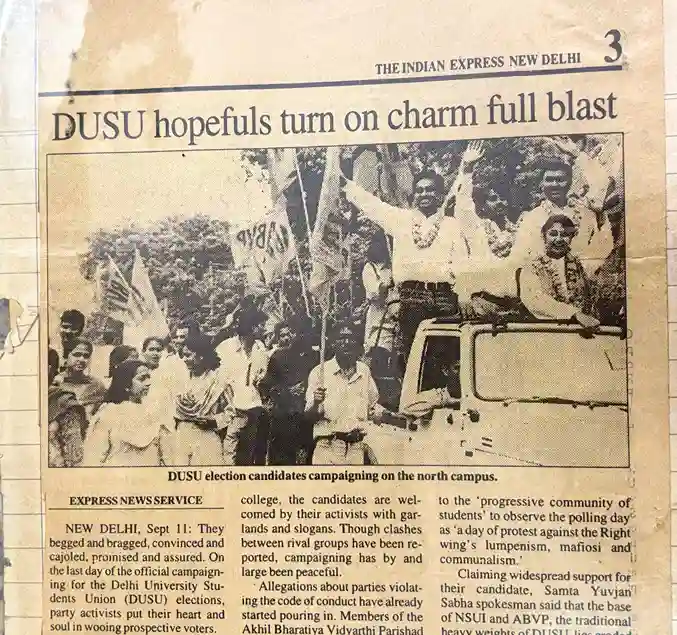 THE INDIAN EXPRESS NEW DELHI 3
DUSU hopefuls turn on charm full blast
ABVP
DUSU election candidates campaigning on the north campus.
EXPRESS NEWS SERVICE
NEW DELHI, Sept 11: They
begged and bragged, convinced and
cajoled, promised and assured. On
the last day of the official campaign-
ing for the Delhi University Stu-
dents Union (DUSU) elections,
party activists put their heart and
soul in wooing prospective voters.
college, the candidates are wel-
comed by their activists with gar-
lands and slogans. Though clashes
between rival groups have been re-
ported, campaigning has by and
large been peaceful.
Allegations about parties violat-
ing the code of conduct have already
started pouring in. Members of the
Akhil Bharatiya Vidyarthi Parishad
to the 'progressive community of
students' to observe the polling day
as 'a day of protest against the Right
wing's lumpenism, mafiosi and
communalism.'
Claiming widespread support for
their candidate, Samta Yuvjan
Sabha spokesman said that the base
of NSUI and ABVP, the traditional
heavy weights of DUSU lies